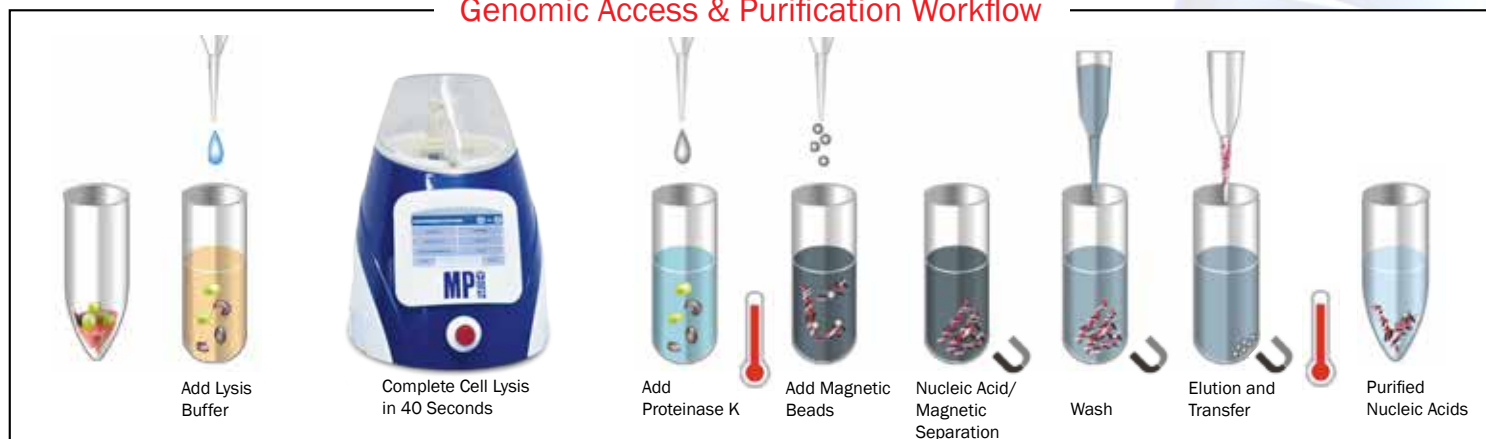 Genomic Access & Purification Workflow
MP
Add Lysis
Buffer
Complete Cell Lysis
in 40 Seconds
Add
Proteinase K
Add Magnetic
Beads
Nucleic Acid/
Magnetic
Separation
Wash
Elution and
Transfer
Purified
Nucleic Acids